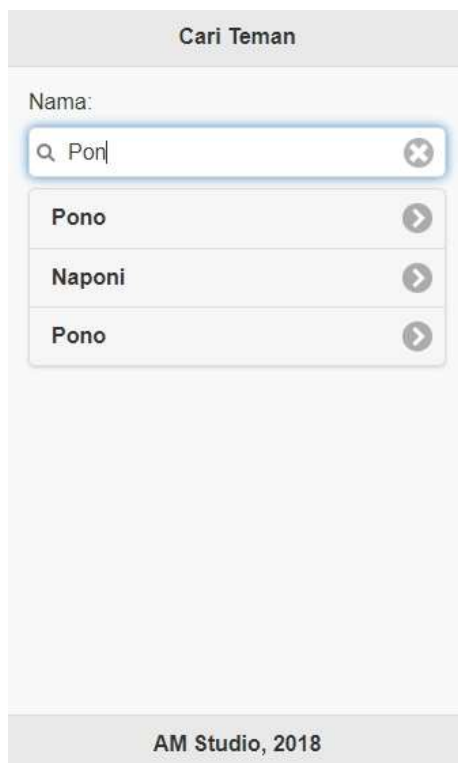 Cari Teman
Nama:
Pon
Pono
Naponi
Pono
AM Studio, 2018